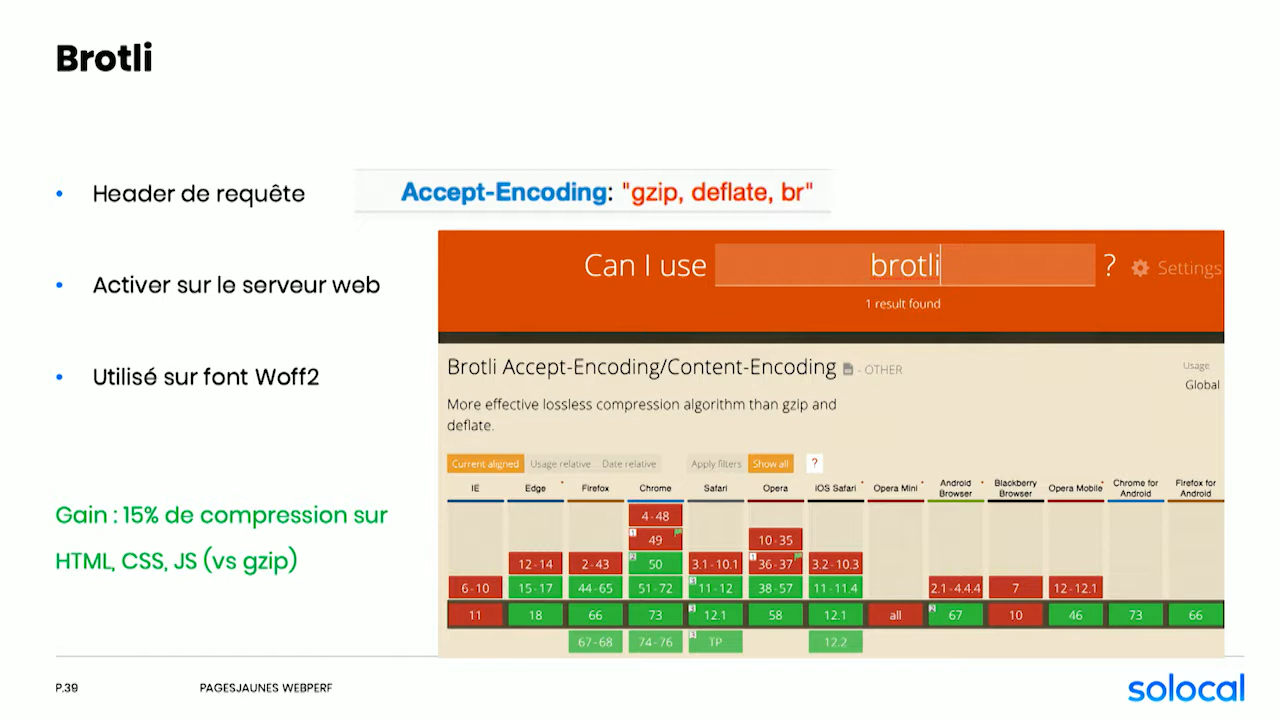 Brotli
• Header de requête
Accept-Encoding: "gzip, deflate, br"
• Activer sur le serveur web
• Utilisé sur font Woff2
Gain : 15% de compression sur
HTML, CSS, JS (vs gzip)
Can I use brotli ? Settings
1 result found
Brotli Accept-Encoding/Content-Encoding - OTHER
Usage
Global
More effective lossless compression algorithm than gzip and
deflate.
Current aligned Usage relative Date relative Apply filters Show all ?
IE Edge Firefox Chrome Safari Opera iOS Safari Opera Mini Android Browser Blackberry Browser Opera Mobile Chrome for Android Firefox for Android
4-48
1 49 10-35
12-14 2-43 2 50 3.1-10.1 1 36-37 3.2-10.3
6-10 15-17 44-65 51-72 3 11-12 38-57 11-11.4 2.1-4.4.4 7 12-12.1
11 18 66 73 3 12.1 58 12.1 all 2 67 10 46 73 66
67-68 74-76 3 TP 12.2
P.39
PAGESJAUNES WEBPERF
solocal